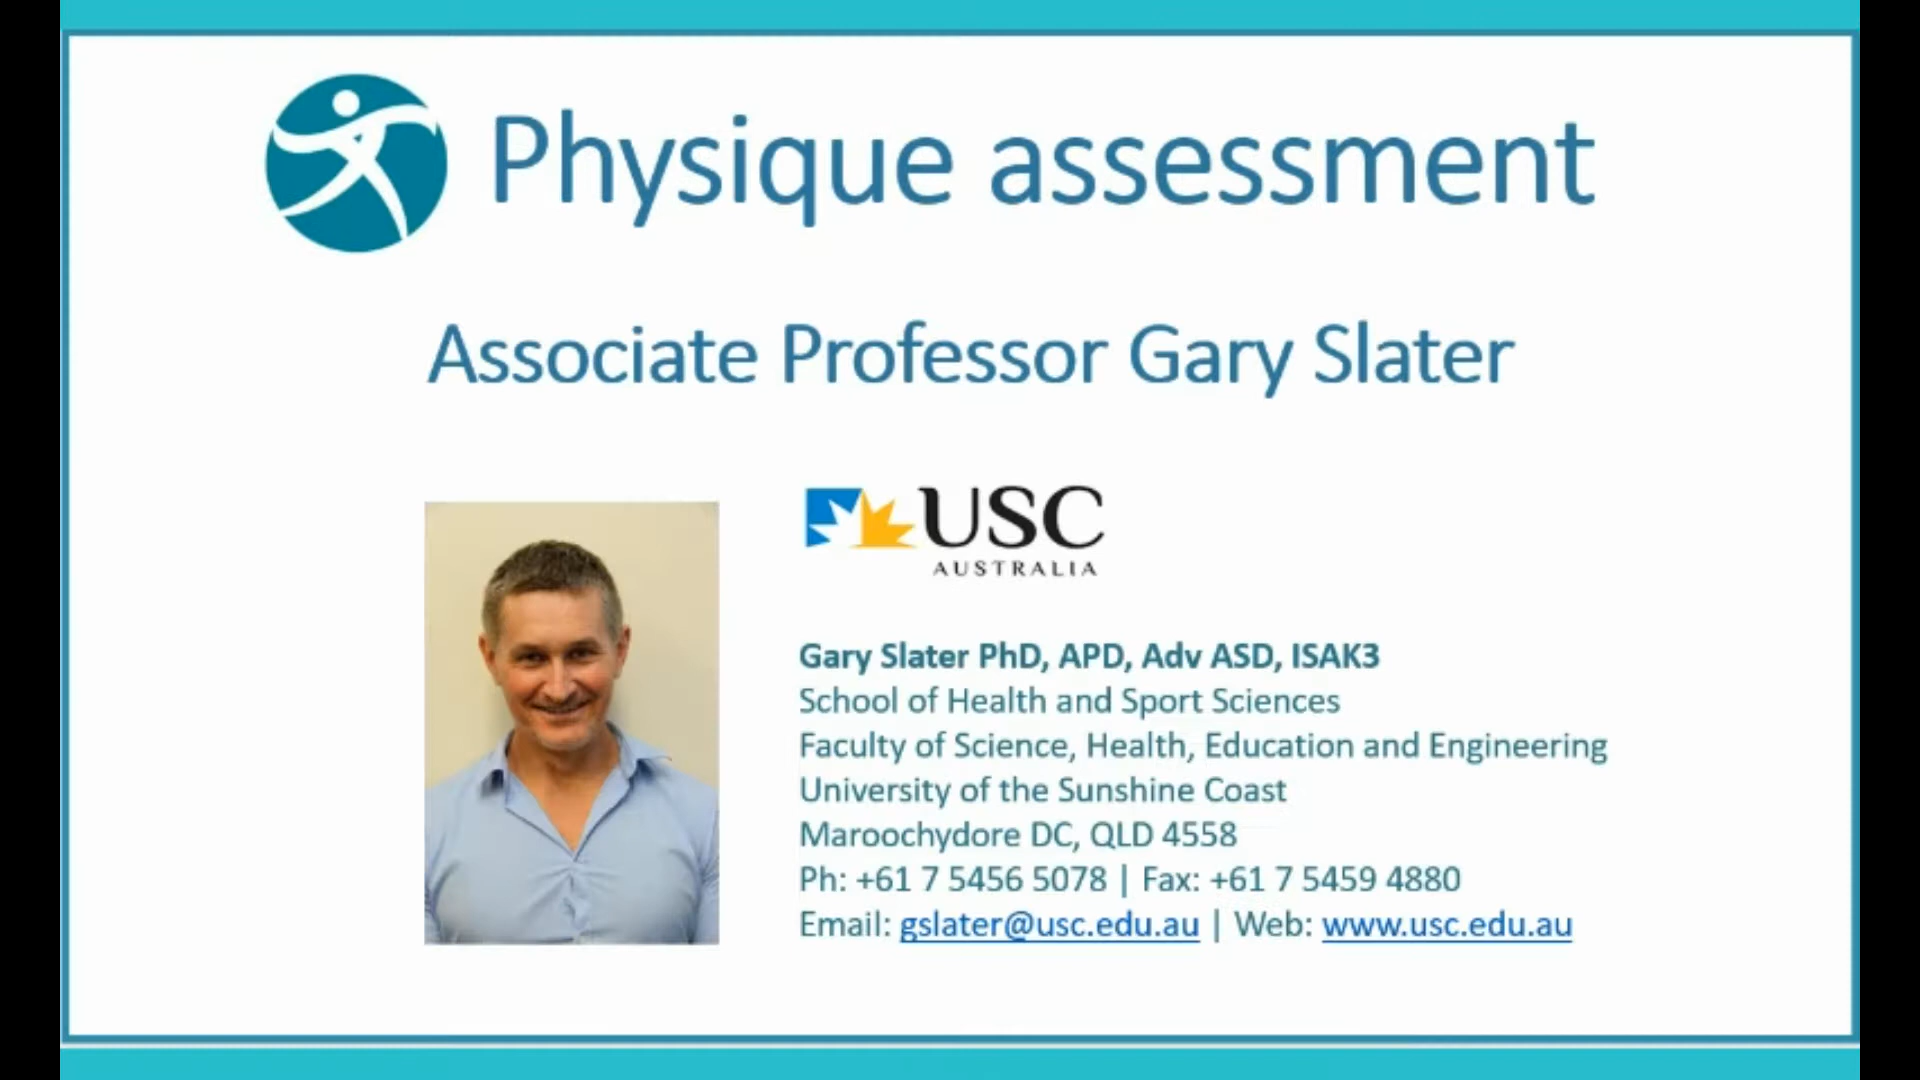 Physique assessment
Associate Professor Gary Slater
USC
AUSTRALIA
Gary Slater PhD, APD, Adv ASD, ISAK3
School of Health and Sport Sciences
Faculty of Science, Health, Education and Engineering
University of the Sunshine Coast
Maroochydore DC, QLD 4558
Ph: +61 7 5456 5078 | Fax: +61 7 5459 4880
Email: gslater@usc.edu.au | Web: www.usc.edu.au